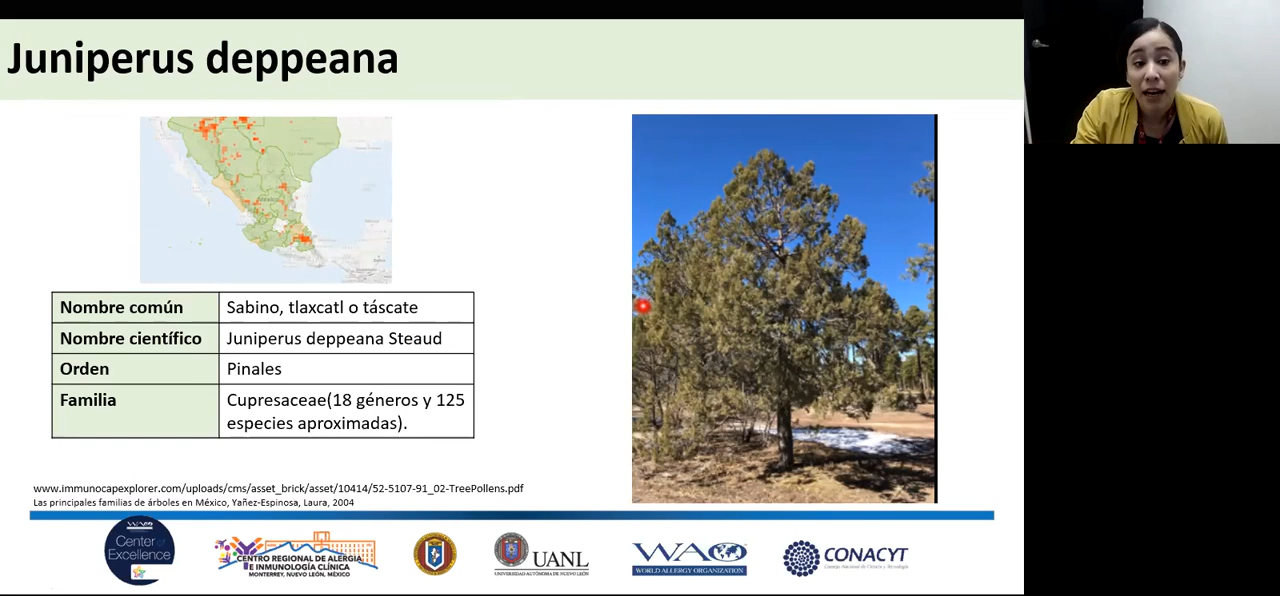 Juniperus deppeana
México
Nombre común
Sabino, tlaxcatl o táscate
Nombre científico
Juniperus deppeana Steaud
Orden
Pinales
Familia
Cupresaceae(18 géneros y 125
especies aproximadas).
www.immunocapexplorer.com/uploads/cms/asset_brick/asset/10414/52-5107-91_02-TreePollens.pdf
Las principales familias de árboles en México, Yañez-Espinosa, Laura, 2004
WAO
Center of
Excellence
CENTRO REGIONAL DE ALERGIA
E INMUNOLOGÍA CLÍNICA
MONTERREY, NUEVO LEÓN, MÉXICO
UANL
UNIVERSIDAD AUTÓNOMA DE NUEVO LEÓN
WAO
WORLD ALLERGY ORGANIZATION
CONACYT
Consejo Nacional de Ciencia y Tecnología